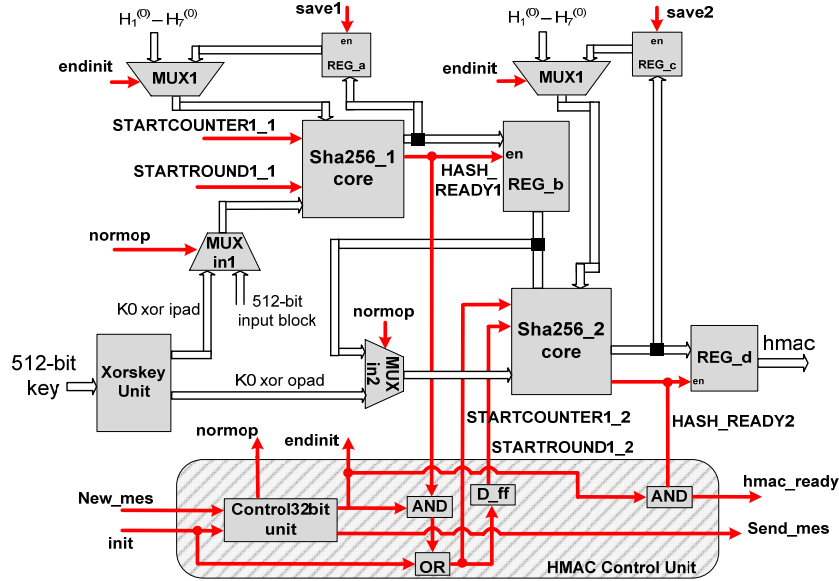 save1
save2
H₁⁽⁰⁾–H₇⁽⁰⁾
H₁⁽⁰⁾–H₇⁽⁰⁾
en
REG_a
en
REG_c
endinit
MUX1
endinit
MUX1
STARTCOUNTER1_1
Sha256_1
core
STARTROUND1_1
HASH_
READY1
en
REG_b
normop
MUX
in1
K0 xor ipad
512-bit
input block
normop
Sha256_2
core
512-bit
key
Xorskey
Unit
MUX
in2
K0 xor opad
REG_d
en
hmac
STARTCOUNTER1_2
HASH_READY2
STARTROUND1_2
normop
endinit
New_mes
init
Control32bit
unit
AND
D_ff
AND
hmac_ready
Send_mes
OR
HMAC Control Unit